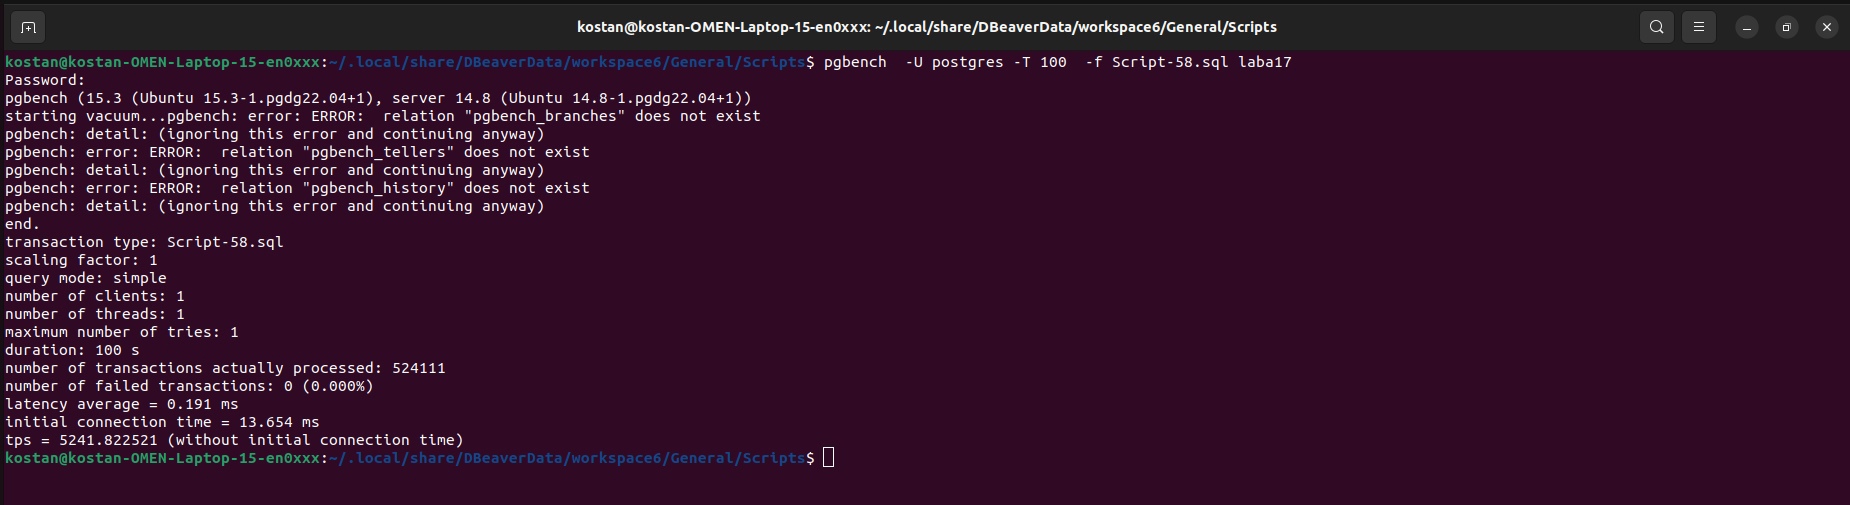 kostan@kostan-OMEN-Laptop-15-en0xxx: ~/.local/share/DBeaverData/workspace6/General/Scripts
kostan@kostan-OMEN-Laptop-15-en0xxx:~/.local/share/DBeaverData/workspace6/General/Scripts$ pgbench  -U postgres -T 100  -f Script-58.sql laba17
Password:
pgbench (15.3 (Ubuntu 15.3-1.pgdg22.04+1), server 14.8 (Ubuntu 14.8-1.pgdg22.04+1))
starting vacuum...pgbench: error: ERROR:  relation "pgbench_branches" does not exist
pgbench: detail: (ignoring this error and continuing anyway)
pgbench: error: ERROR:  relation "pgbench_tellers" does not exist
pgbench: detail: (ignoring this error and continuing anyway)
pgbench: error: ERROR:  relation "pgbench_history" does not exist
pgbench: detail: (ignoring this error and continuing anyway)
end.
transaction type: Script-58.sql
scaling factor: 1
query mode: simple
number of clients: 1
number of threads: 1
maximum number of tries: 1
duration: 100 s
number of transactions actually processed: 524111
number of failed transactions: 0 (0.000%)
latency average = 0.191 ms
initial connection time = 13.654 ms
tps = 5241.822521 (without initial connection time)
kostan@kostan-OMEN-Laptop-15-en0xxx:~/.local/share/DBeaverData/workspace6/General/Scripts$